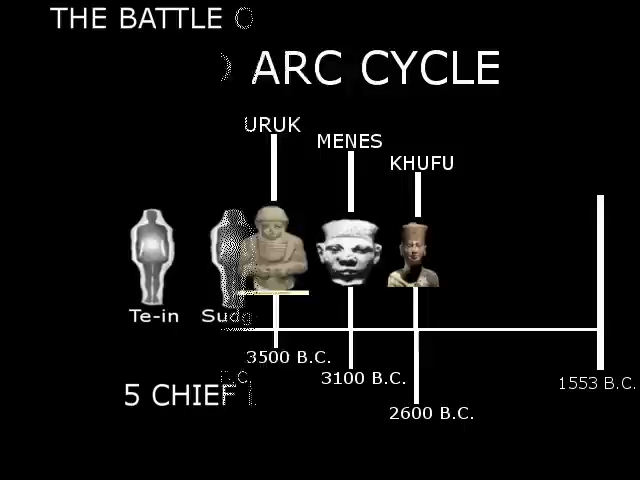 THE BATTLE
ARC CYCLE
URUK
MENES
KHUFU
Te-in
3500 B.C.
3100 B.C.
5 CHIEF
1553 B.C.
2600 B.C.